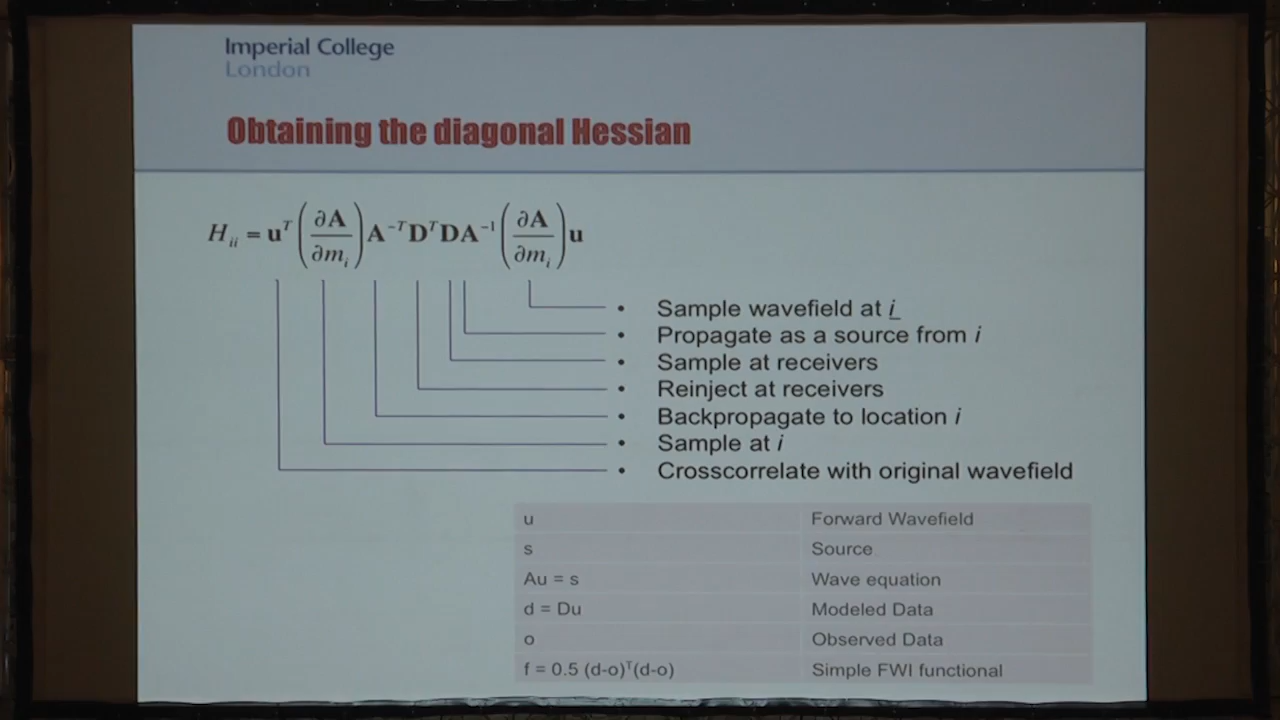 Imperial College
London
Obtaining the diagonal Hessian
H_ii = u^T (∂A/∂m_i) A^-T D^T D A^-1 (∂A/∂m_i) u
• Sample wavefield at i
• Propagate as a source from i
• Sample at receivers
• Reinject at receivers
• Backpropagate to location i
• Sample at i
• Crosscorrelate with original wavefield
u Forward Wavefield
s Source
Au = s Wave equation
d = Du Modeled Data
o Observed Data
f = 0.5 (d-o)^T(d-o) Simple FWI functional